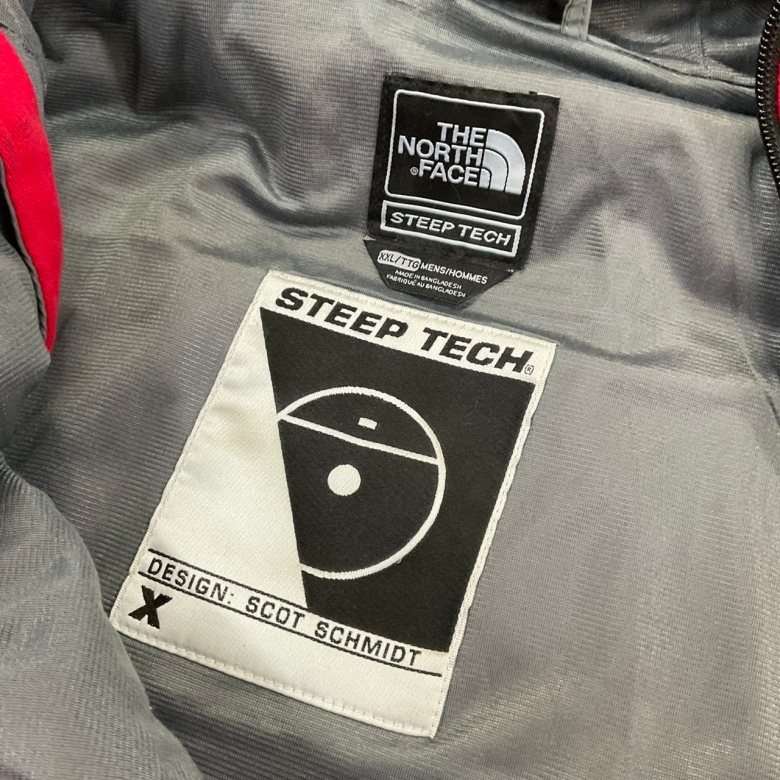 THE
NORTH
®FACE
STEEP TECH
XXL/TTG MENS/HOMMES
MADE IN BANGLADESH
FABRIQUÉ AU BANGLADESH
STEEP TECH®
DESIGN: SCOT SCHMIDT
X